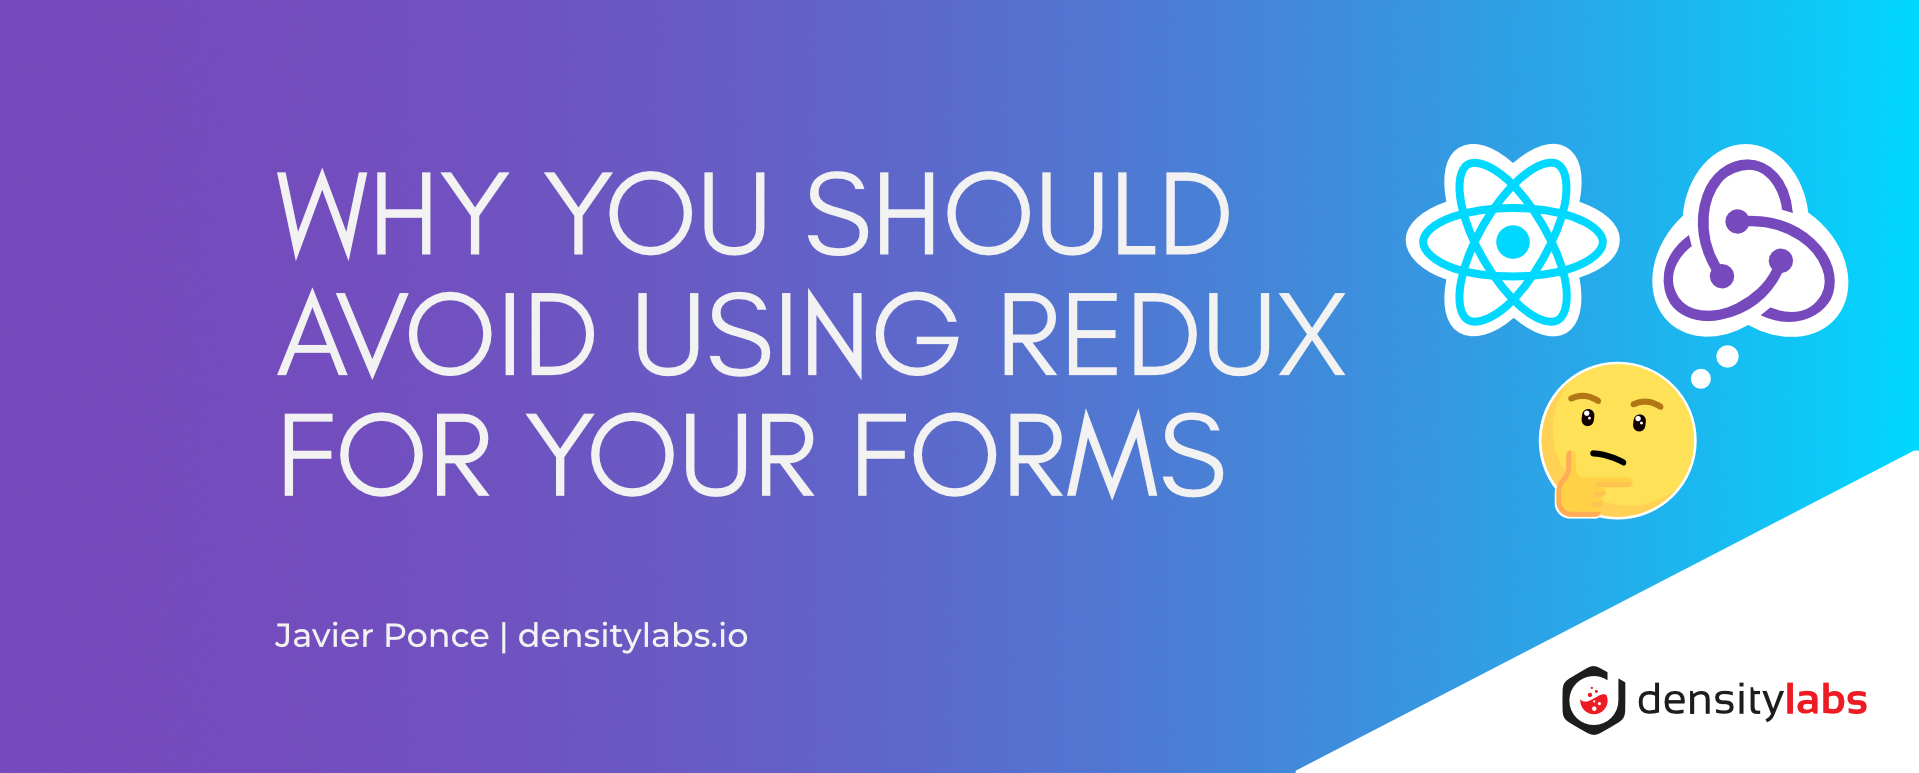 WHY YOU SHOULD
AVOID USING REDUX
FOR YOUR FORMS
Javier Ponce | densitylabs.io
densitylabs